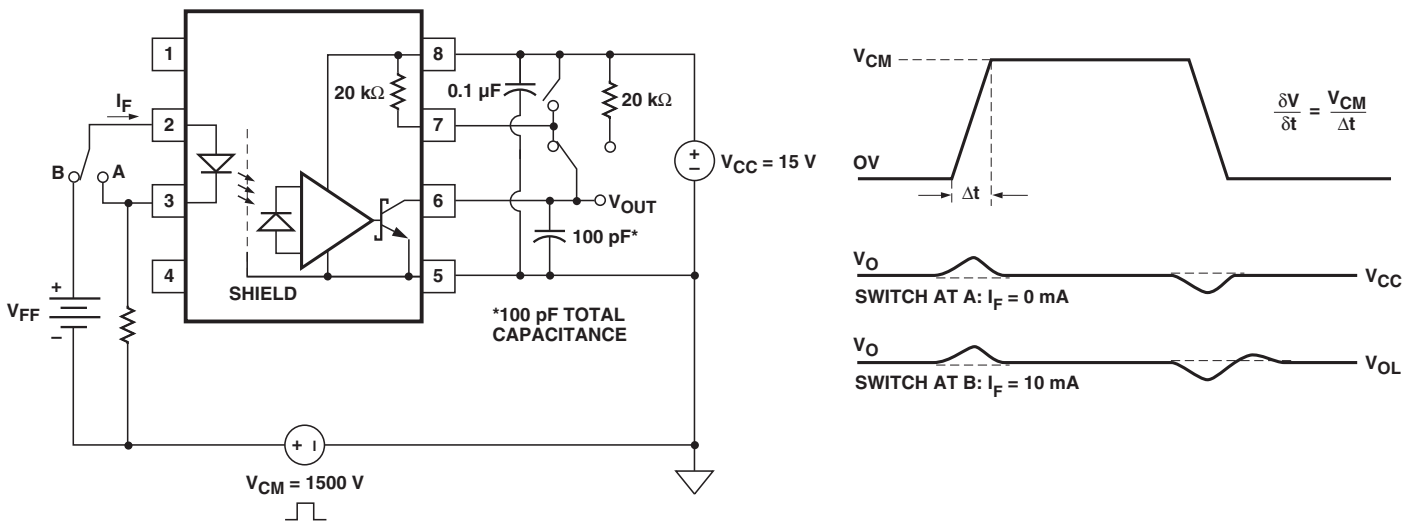 1
2
3
4
8
7
6
5
I_F
B
A
+
V_FF
−
SHIELD
20 kΩ
0.1 µF
20 kΩ
+
−
V_CC = 15 V
V_OUT
100 pF*
*100 pF TOTAL
CAPACITANCE
+ −
V_CM = 1500 V
V_CM
OV
Δt
δV/δt = V_CM/Δt
V_O
V_CC
SWITCH AT A: I_F = 0 mA
V_O
V_OL
SWITCH AT B: I_F = 10 mA